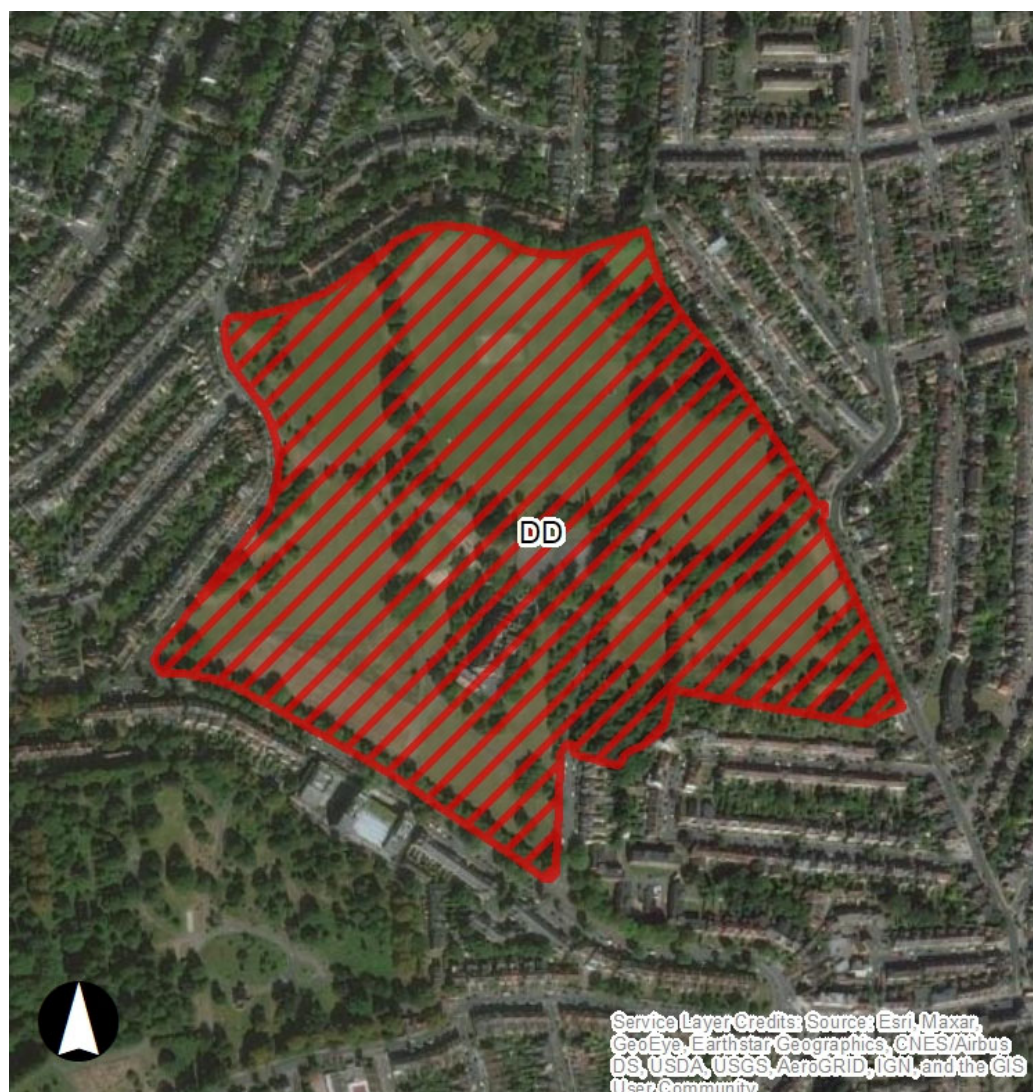 DD
Service Layer Credits: Source: Esri, Maxar,
GeoEye, Earthstar Geographics, CNES/Airbus
DS, USDA, USGS, AeroGRID, IGN, and the GIS
User Community